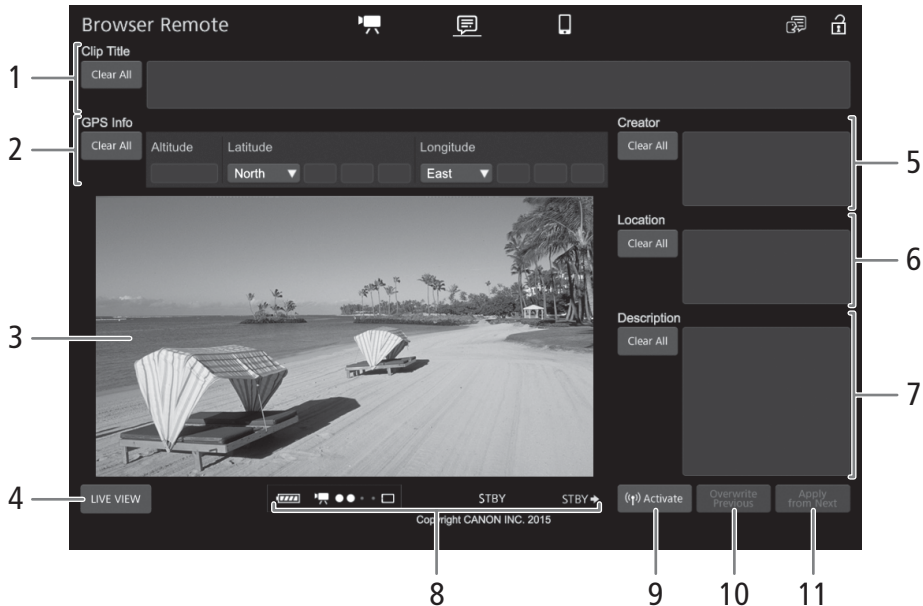 Browser Remote
Clip Title
1
Clear All
GPS Info
2
Clear All
Altitude
Latitude
North
Longitude
East
Creator
Clear All
5
Location
Clear All
6
3
Description
Clear All
7
4
LIVE VIEW
STBY
STBY
Activate
Overwrite Previous
Apply from Next
Copyright CANON INC. 2015
8
9
10
11